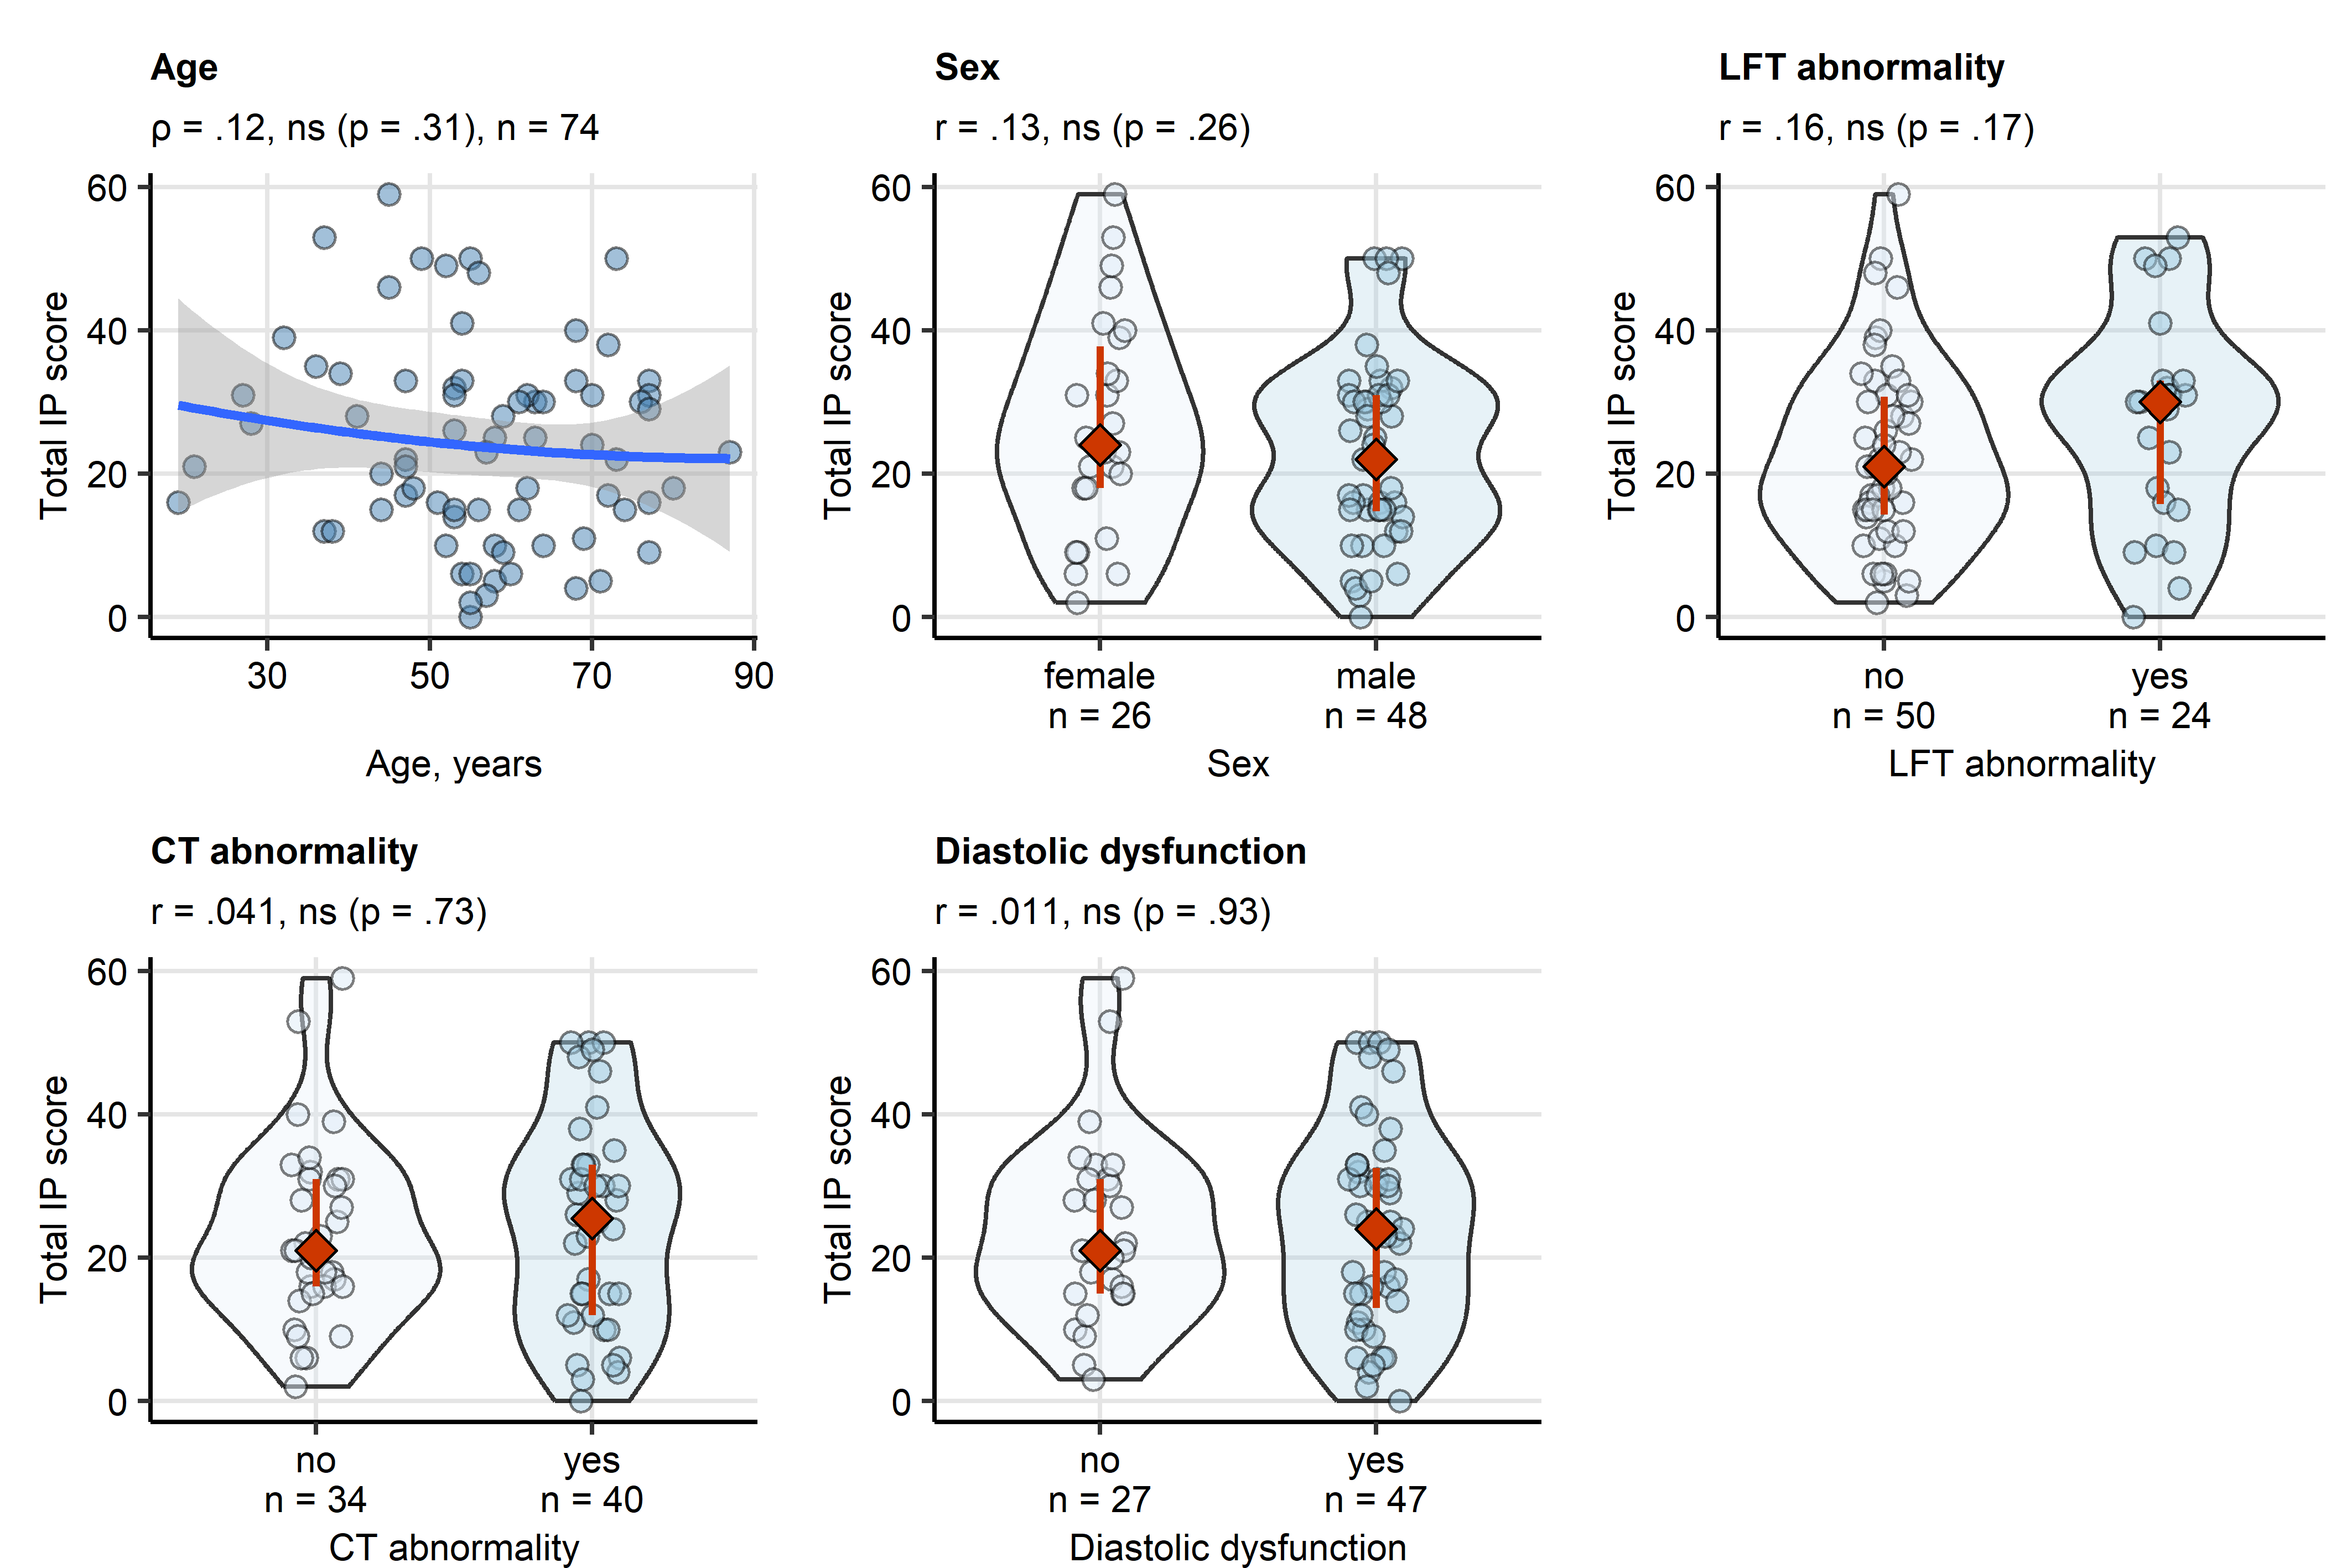 Age
ρ = .12, ns (p = .31), n = 74
Total IP score
60
40
20
0
30 50 70 90
Age, years
Sex
r = .13, ns (p = .26)
Total IP score
60
40
20
0
female male
n = 26 n = 48
Sex
LFT abnormality
r = .16, ns (p = .17)
Total IP score
60
40
20
0
no yes
n = 50 n = 24
LFT abnormality
CT abnormality
r = .041, ns (p = .73)
Total IP score
60
40
20
0
no yes
n = 34 n = 40
CT abnormality
Diastolic dysfunction
r = .011, ns (p = .93)
Total IP score
60
40
20
0
no yes
n = 27 n = 47
Diastolic dysfunction